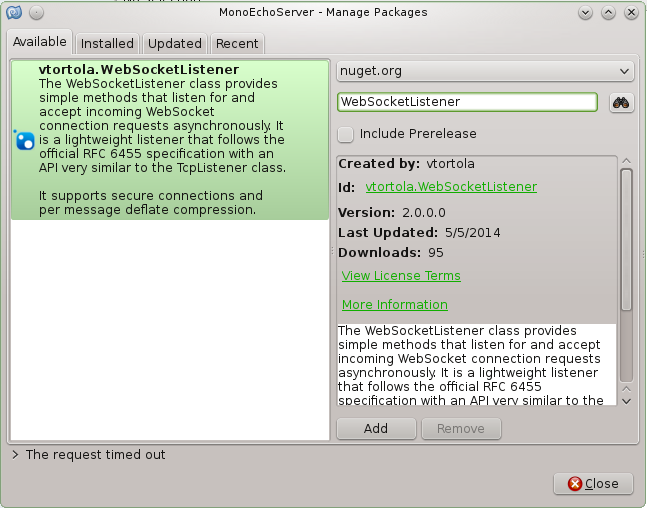 MonoEchoServer - Manage Packages
Available Installed Updated Recent
vtortola.WebSocketListener
The WebSocketListener class provides
simple methods that listen for and
accept incoming WebSocket
connection requests asynchronously. It
is a lightweight listener that follows the
official RFC 6455 specification with an
API very similar to the TcpListener class.
It supports secure connections and
per message deflate compression.
nuget.org
WebSocketListener
Include Prerelease
Created by: vtortola
Id: vtortola.WebSocketListener
Version: 2.0.0.0
Last Updated: 5/5/2014
Downloads: 95
View License Terms
More Information
The WebSocketListener class provides
simple methods that listen for and accept
incoming WebSocket connection requests
asynchronously. It is a lightweight listener
that follows the official RFC 6455
specification with an API very similar to the
Add Remove
The request timed out
Close